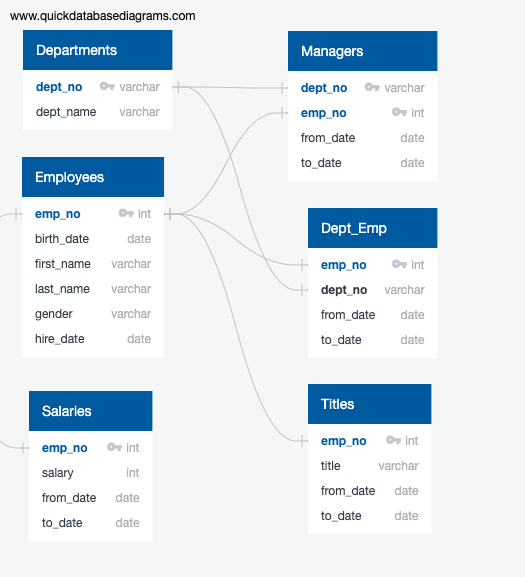 www.quickdatabasediagrams.com
Departments
dept_no varchar
dept_name varchar
Managers
dept_no varchar
emp_no int
from_date date
to_date date
Employees
emp_no int
birth_date date
first_name varchar
last_name varchar
gender varchar
hire_date date
Dept_Emp
emp_no int
dept_no varchar
from_date date
to_date date
Salaries
emp_no int
salary int
from_date date
to_date date
Titles
emp_no int
title varchar
from_date date
to_date date